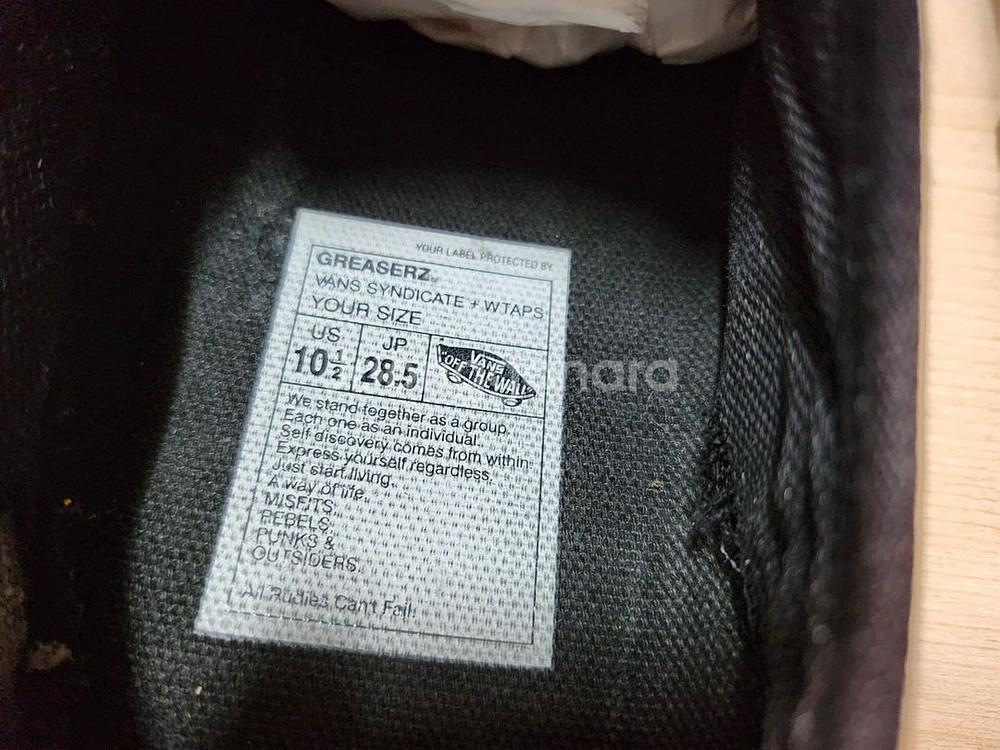 YOUR LABEL PROTECTED BY
GREASERZ
VANS SYNDICATE + WTAPS
YOUR SIZE
US
10 1/2
JP
28.5
VANS
"OFF THE WALL"
We stand together as a group.
Each one as an individual.
Self discovery comes from within.
Express yourself regardless.
Just start living.
A way of life.
MISFITS.
REBELS.
PUNKS &
OUTSIDERS.
All Rudies Can't Fail.
nara